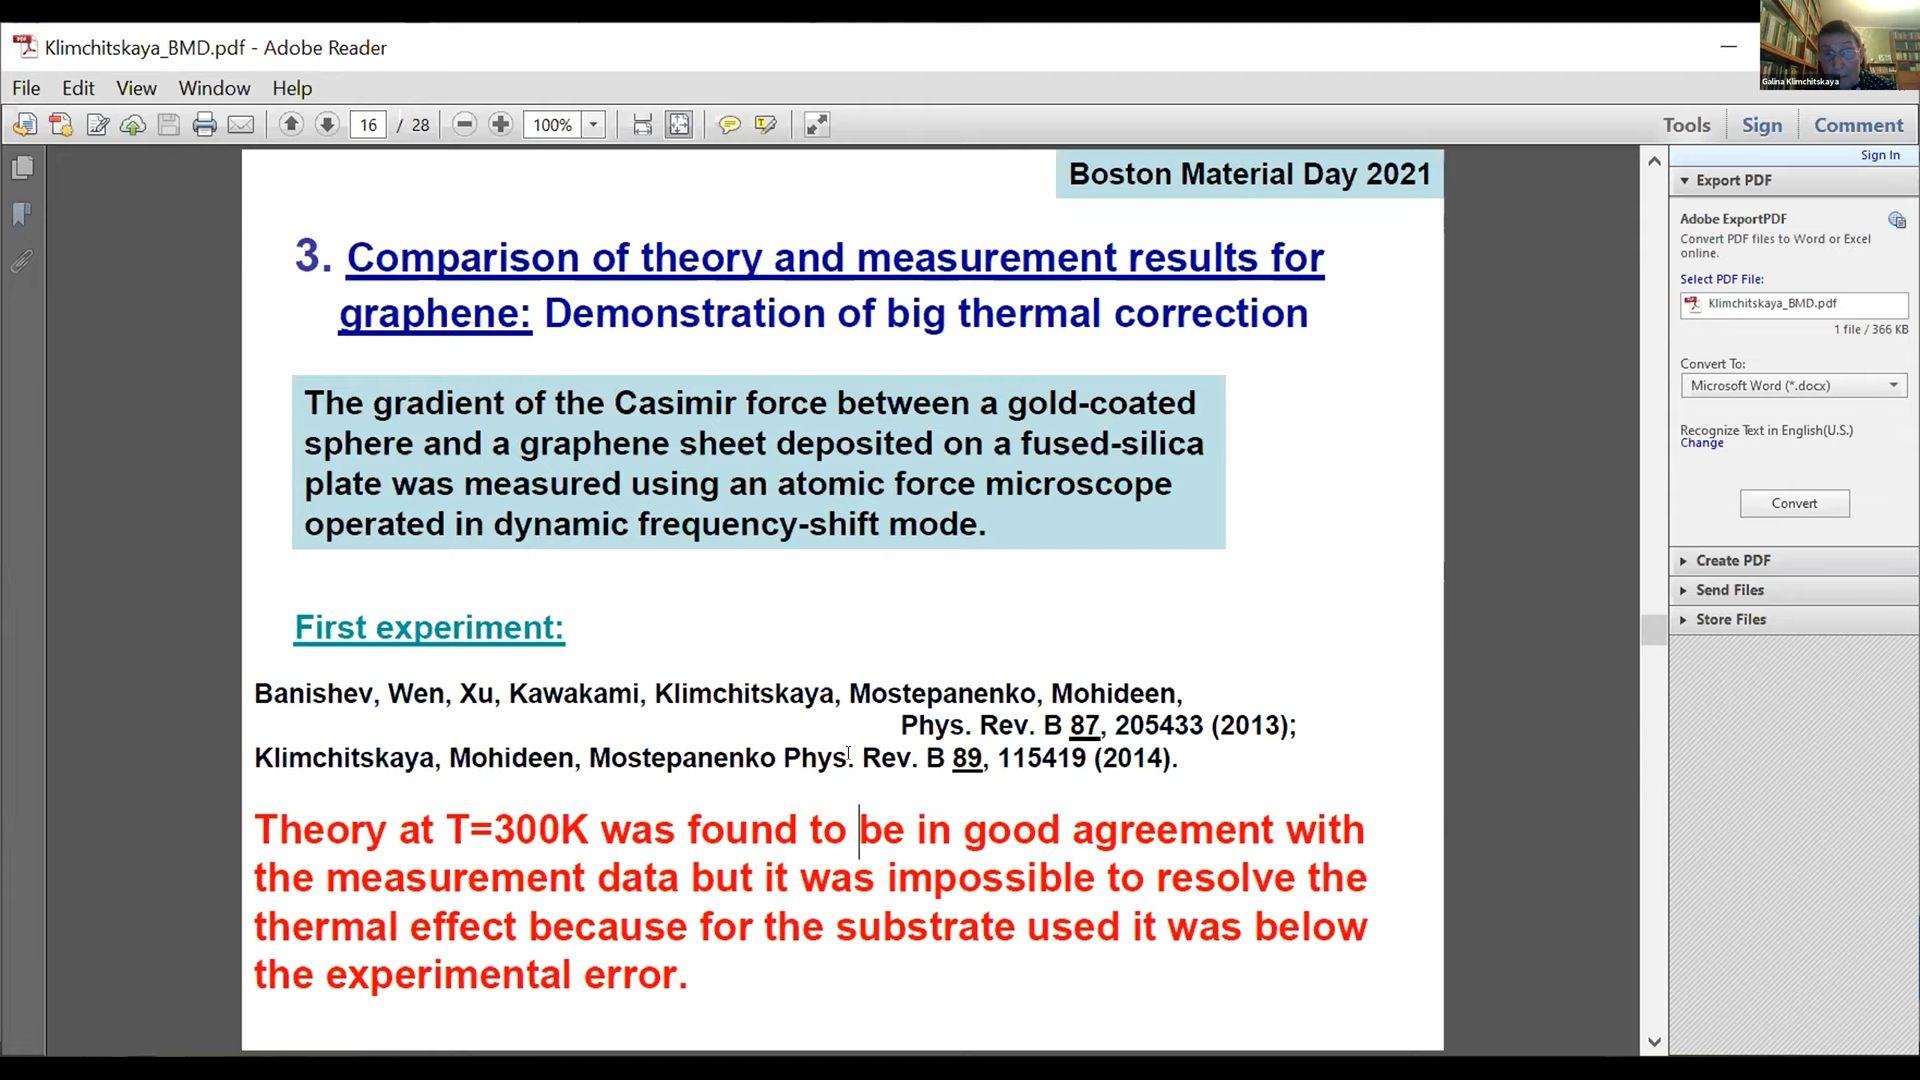 Klimchitskaya_BMD.pdf - Adobe Reader
Galina Klimchitskaya
File Edit View Window Help
16 / 28 100% Tools Sign Comment
Sign In
Boston Material Day 2021
3. Comparison of theory and measurement results for
graphene: Demonstration of big thermal correction
The gradient of the Casimir force between a gold-coated
sphere and a graphene sheet deposited on a fused-silica
plate was measured using an atomic force microscope
operated in dynamic frequency-shift mode.
First experiment:
Banishev, Wen, Xu, Kawakami, Klimchitskaya, Mostepanenko, Mohideen,
Phys. Rev. B 87, 205433 (2013);
Klimchitskaya, Mohideen, Mostepanenko Phys. Rev. B 89, 115419 (2014).
Theory at T=300K was found to be in good agreement with
the measurement data but it was impossible to resolve the
thermal effect because for the substrate used it was below
the experimental error.
Export PDF
Adobe ExportPDF
Convert PDF files to Word or Excel
online.
Select PDF File:
Klimchitskaya_BMD.pdf
1 file / 366 KB
Convert To:
Microsoft Word (*.docx)
Recognize Text in English(U.S.)
Change
Convert
Create PDF
Send Files
Store Files